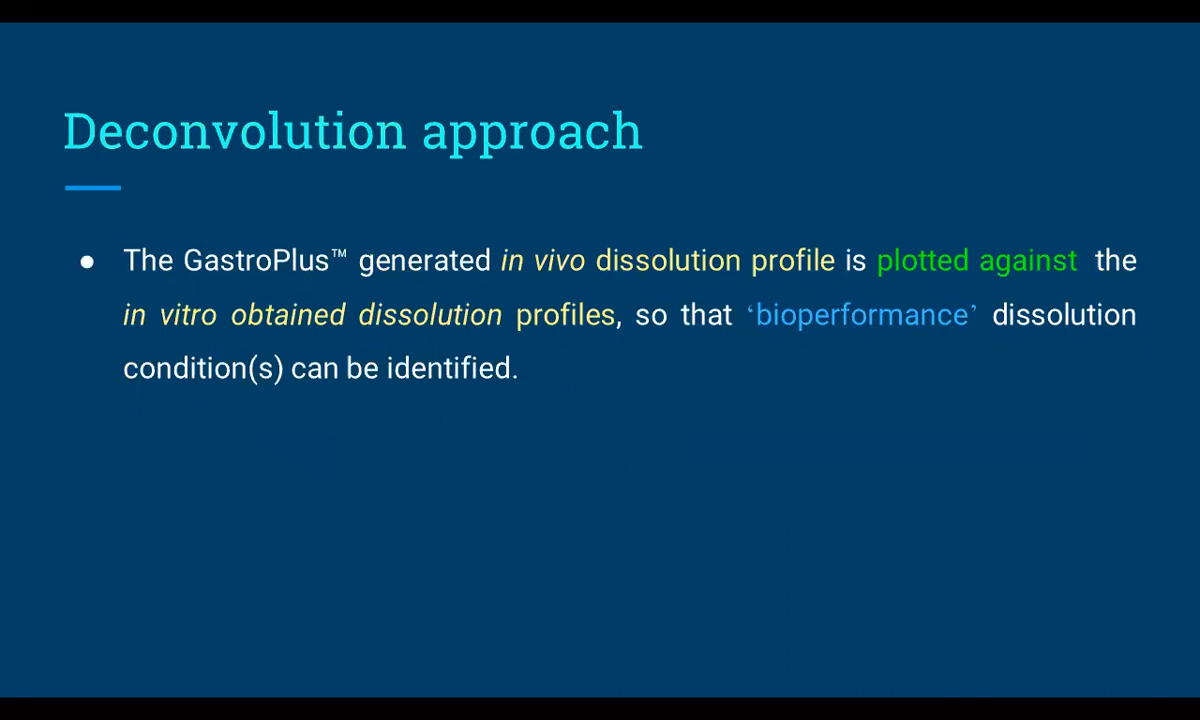 Deconvolution approach
● The GastroPlus™ generated in vivo dissolution profile is plotted against the
in vitro obtained dissolution profiles, so that ‘bioperformance’ dissolution
condition(s) can be identified.